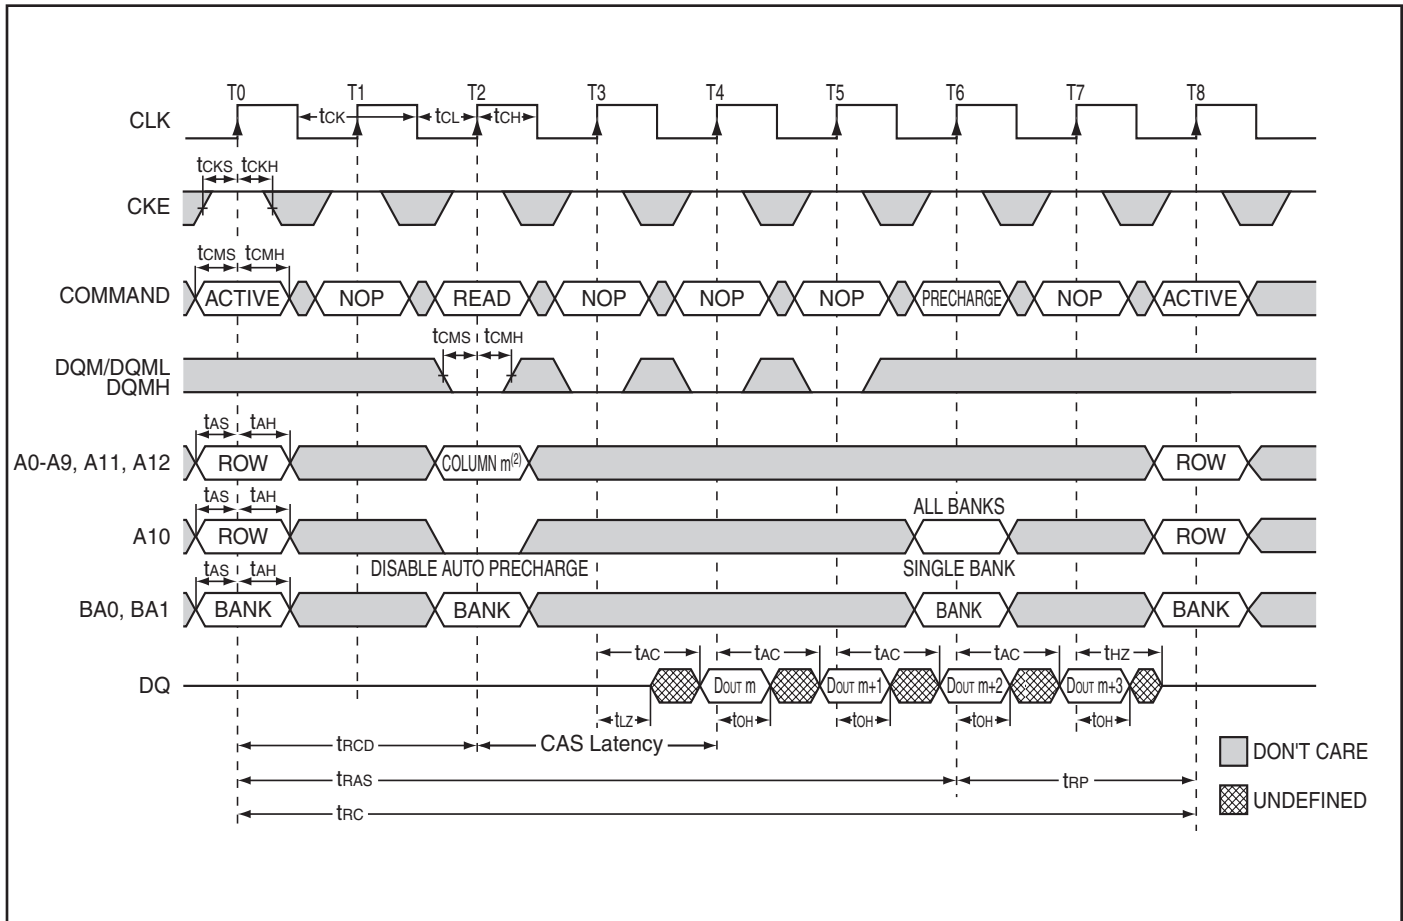 T0 T1 T2 T3 T4 T5 T6 T7 T8
CLK
tCK tCL tCH
tCKS tCKH
CKE
tCMS tCMH
COMMAND ACTIVE NOP READ NOP NOP NOP PRECHARGE NOP ACTIVE
tCMS tCMH
DQM/DQML
DQMH
tAS tAH
A0-A9, A11, A12 ROW COLUMN m(2) ROW
tAS tAH
ALL BANKS
A10 ROW ROW
DISABLE AUTO PRECHARGE SINGLE BANK
tAS tAH
BA0, BA1 BANK BANK BANK BANK
tAC tAC tAC tAC tHZ
DQ DOUT m DOUT m+1 DOUT m+2 DOUT m+3
tLZ tOH tOH tOH tOH
tRCD CAS Latency
DON'T CARE
tRAS tRP
UNDEFINED
tRC